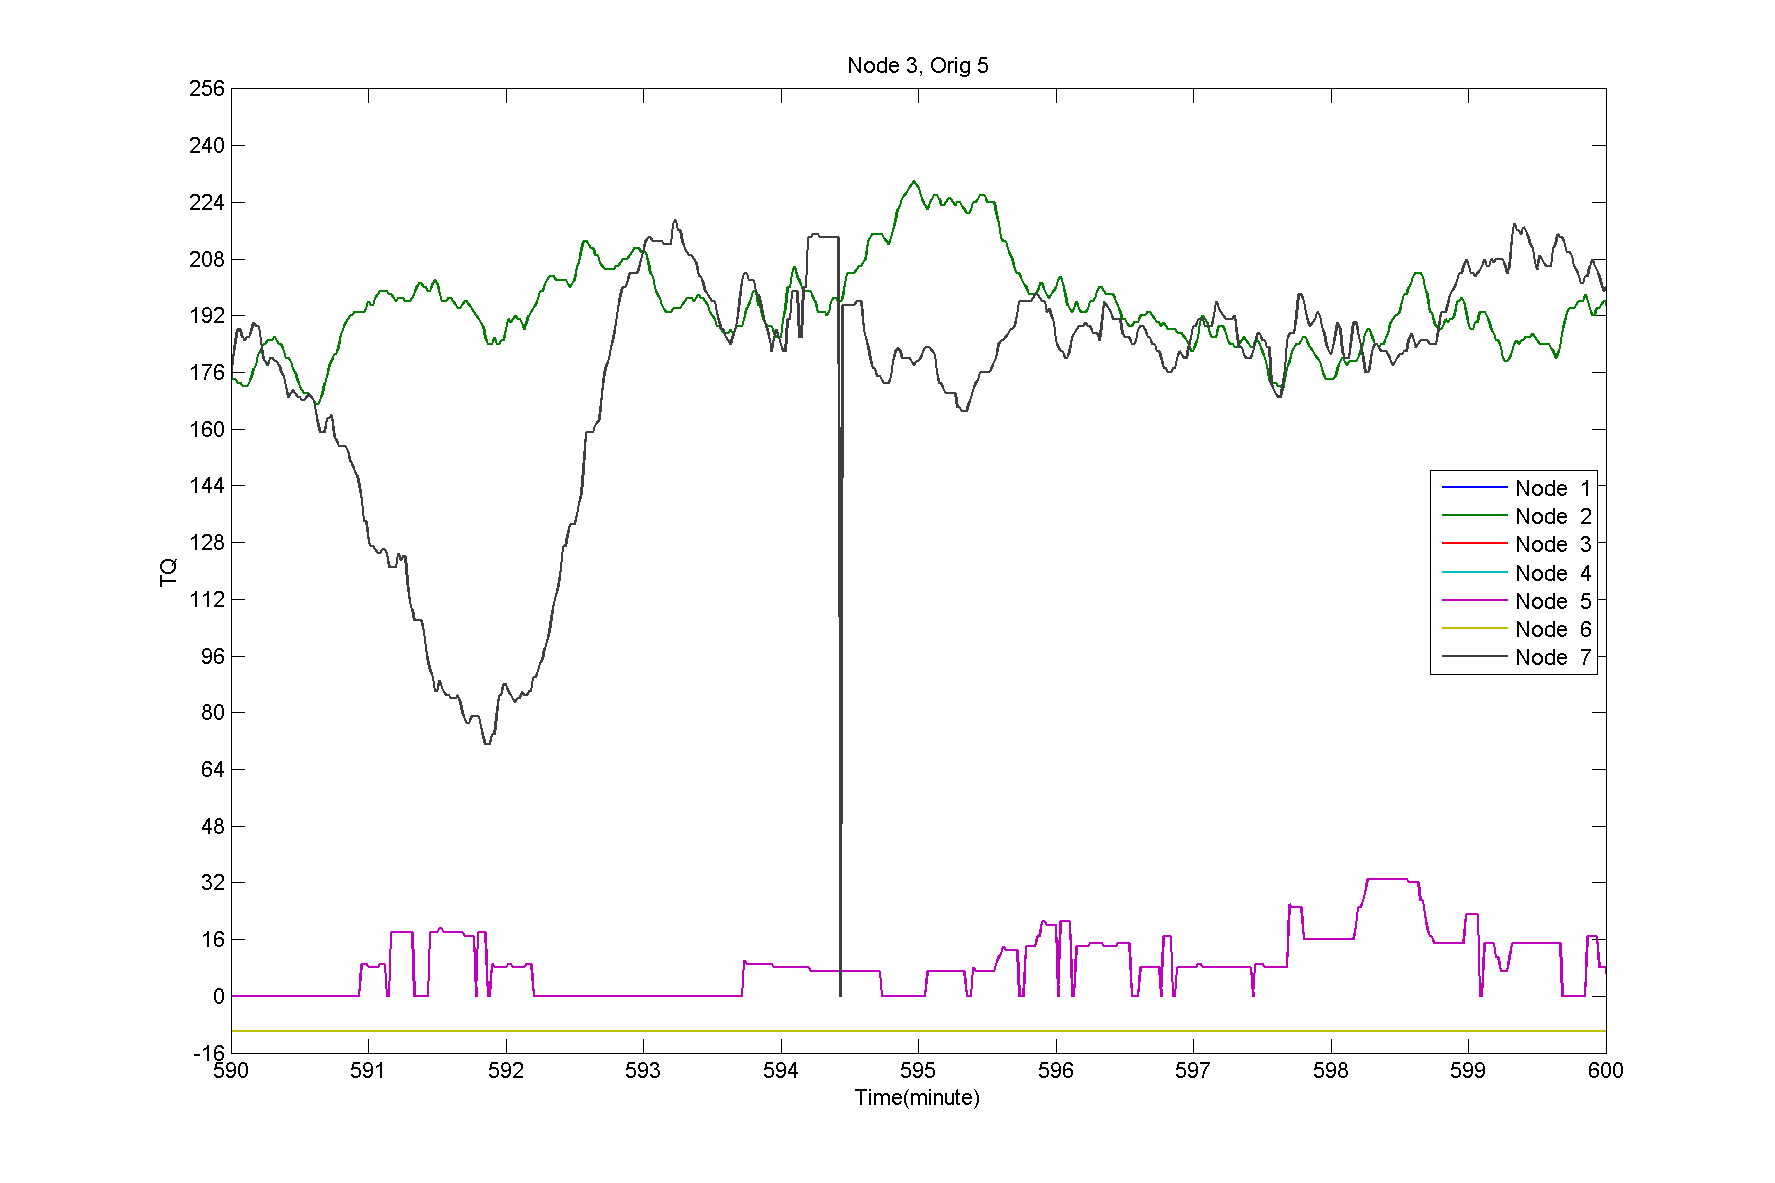 Node 3, Orig 5
256
240
224
208
192
176
160
144
128
112
96
80
64
48
32
16
0
-16
TQ
Node 1
Node 2
Node 3
Node 4
Node 5
Node 6
Node 7
590 591 592 593 594 595 596 597 598 599 600
Time(minute)